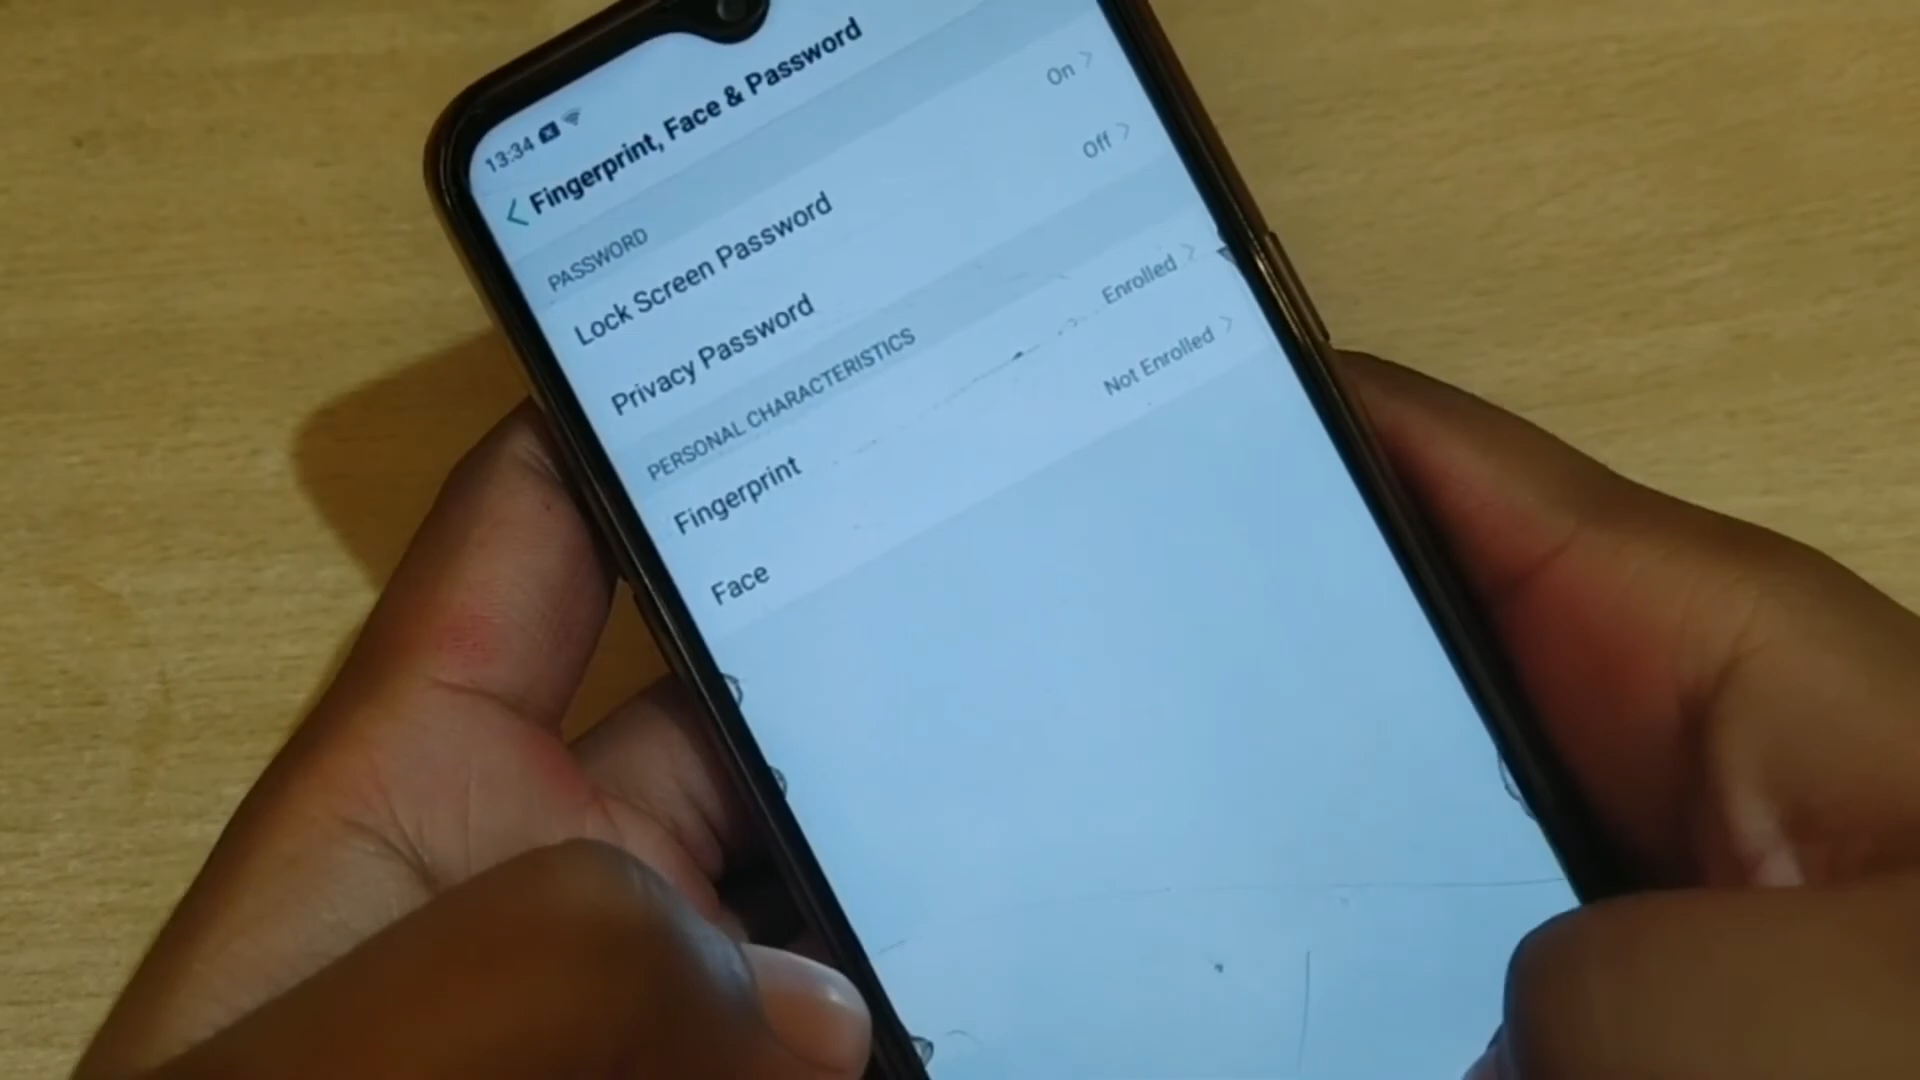 13:34
Fingerprint, Face & Password
PASSWORD
Lock Screen Password On
Privacy Password Off
PERSONAL CHARACTERISTICS
Fingerprint Enrolled
Face Not Enrolled